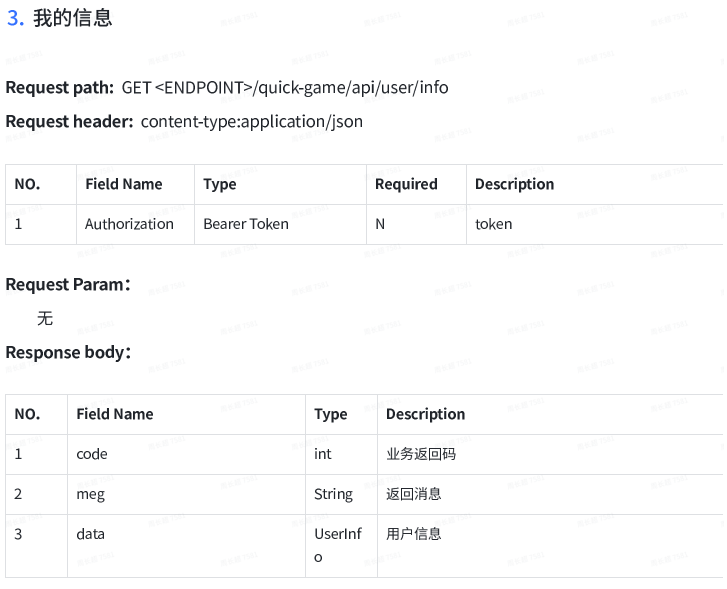 3. 我的信息
Request path: GET <ENDPOINT>/quick-game/api/user/info
Request header: content-type:application/json
NO. Field Name Type Required Description
1 Authorization Bearer Token N token
Request Param：
无
Response body：
NO. Field Name Type Description
1 code int 业务返回码
2 meg String 返回消息
3 data UserInf 用户信息
o